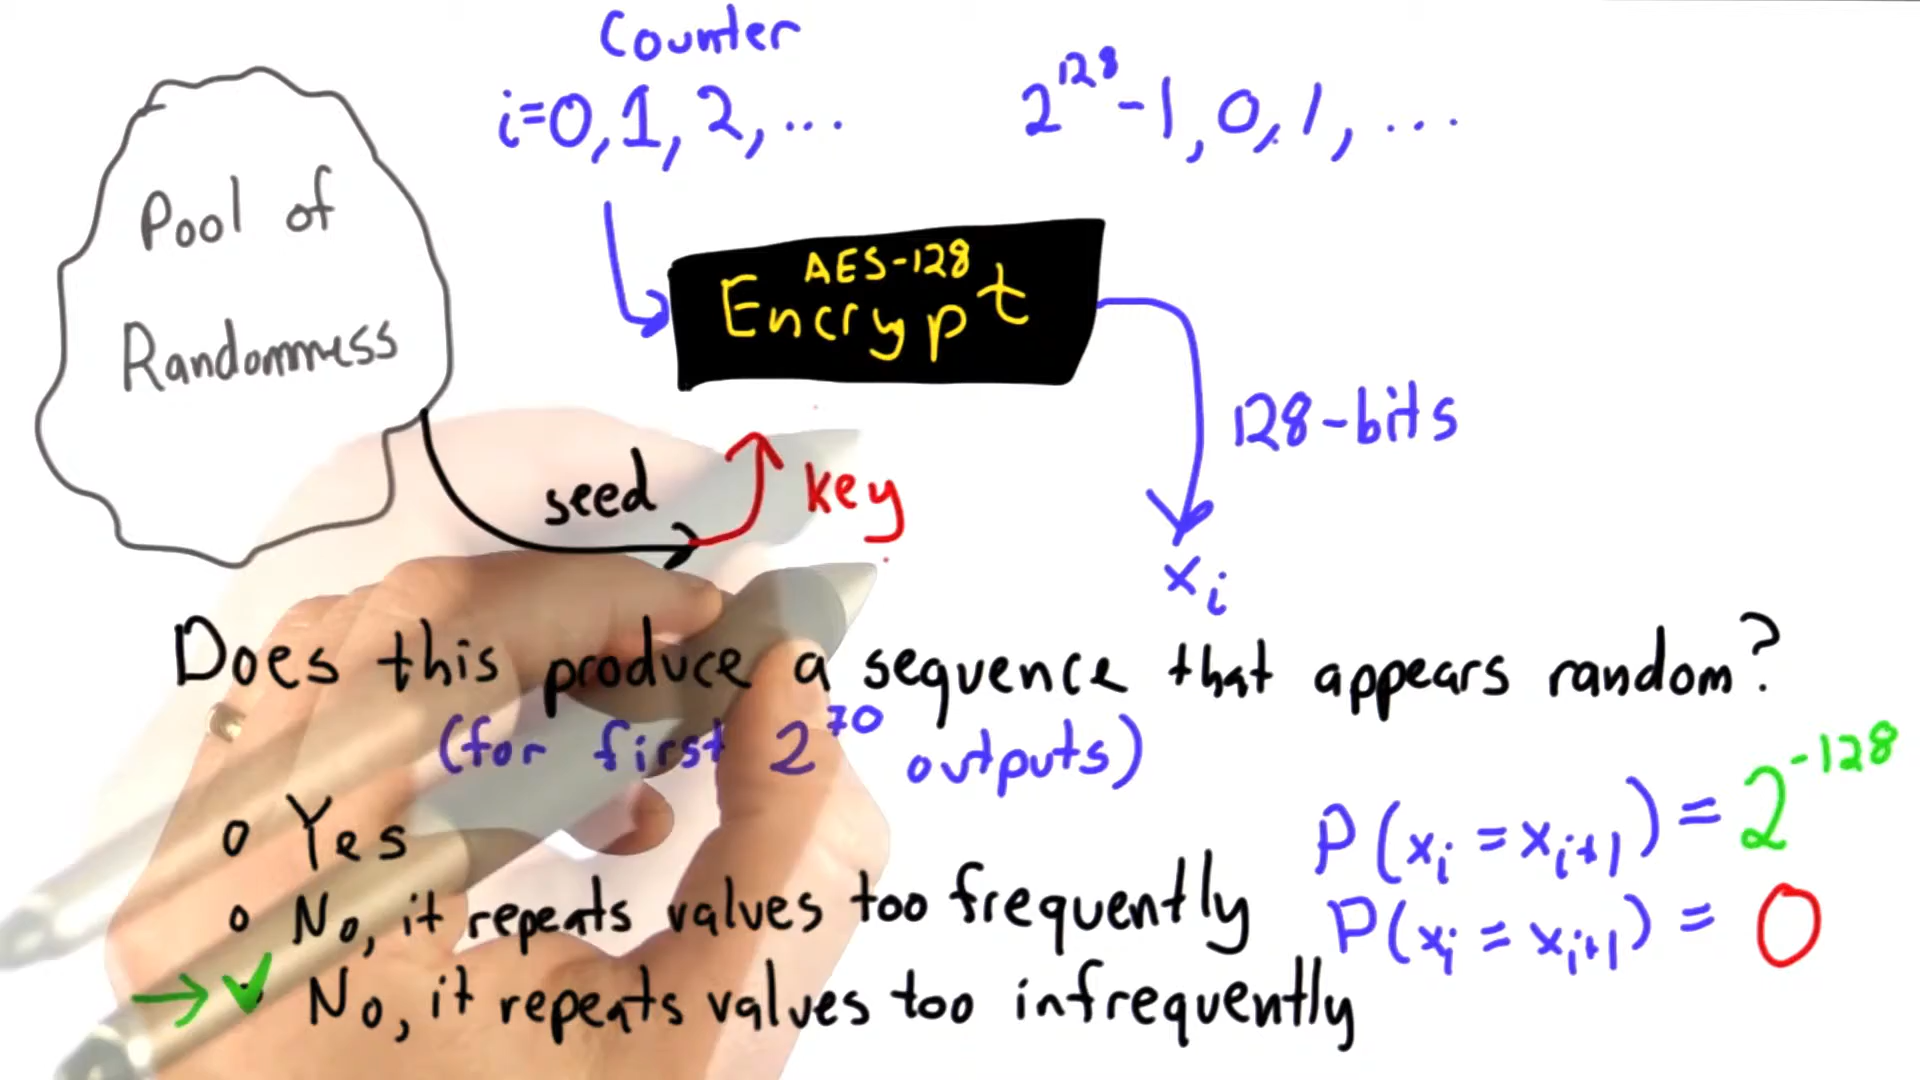 Counter
i=0,1,2,... 2^128-1,0,1,...
Pool of
Randomness
AES-128
Encrypt
128-bits
seed
key
x_i
Does this produce a sequence that appears random?
(for first 2^70 outputs)
o Yes
P(x_i = x_i+1) = 2^-128
o No, it repeats values too frequently
P(x_i = x_i+1) = 0
→ ✓ No, it repeats values too infrequently